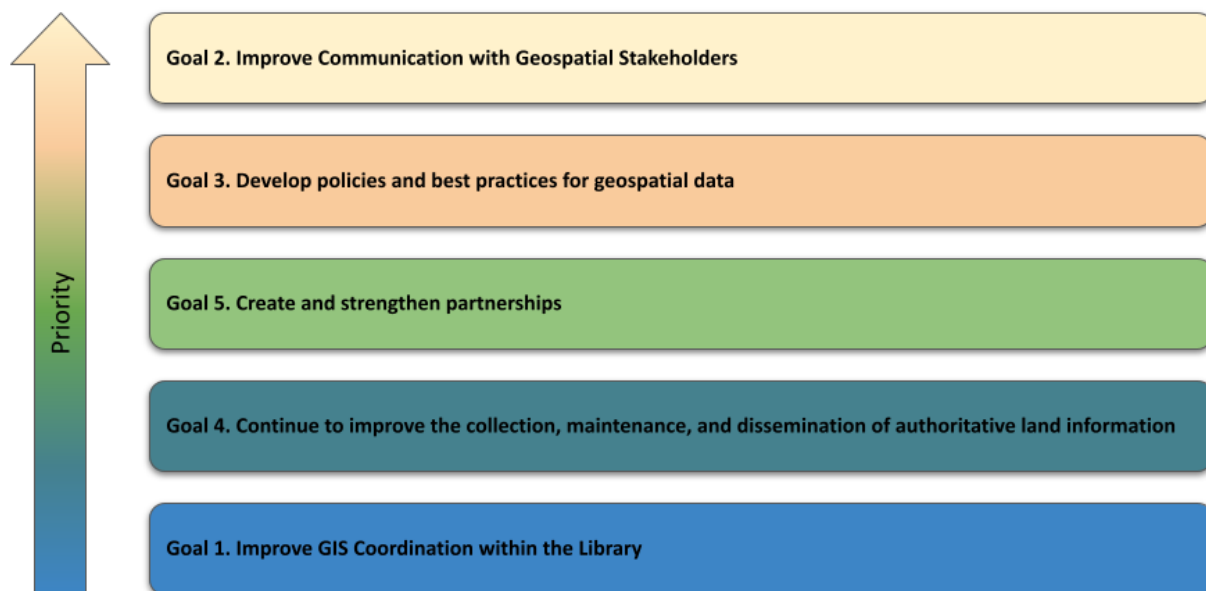 Goal 2. Improve Communication with Geospatial Stakeholders
Goal 3. Develop policies and best practices for geospatial data
Priority
Goal 5. Create and strengthen partnerships
Goal 4. Continue to improve the collection, maintenance, and dissemination of authoritative land information
Goal 1. Improve GIS Coordination within the Library